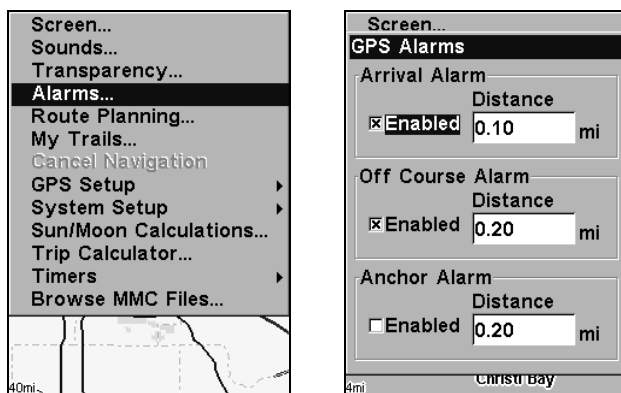 Screen...
Sounds...
Transparency...
Alarms...
Route Planning...
My Trails...
Cancel Navigation
GPS Setup
System Setup
Sun/Moon Calculations...
Trip Calculator...
Timers
Browse MMC Files...
40mi
Screen...
GPS Alarms
Arrival Alarm
Distance
Enabled 0.10 mi
Off Course Alarm
Distance
Enabled 0.20 mi
Anchor Alarm
Distance
Enabled 0.20 mi
4mi Christi Bay